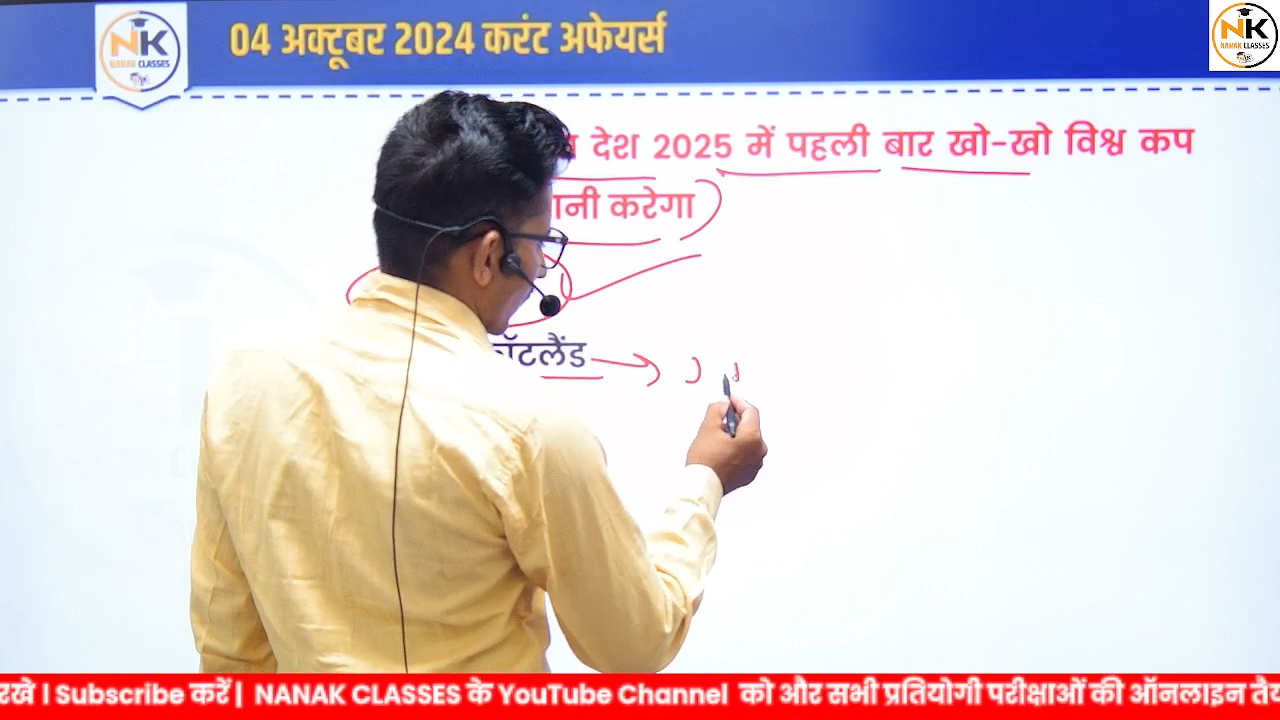 NK
NANAK CLASSES
04 अक्टूबर 2024 करंट अफेयर्स
NK
NANAK CLASSES
देश 2025 में पहली बार खो-खो विश्व कप
करेगा
रखे । Subscribe करें | NANAK CLASSES के YouTube Channel को और सभी प्रतियोगी परीक्षाओं की ऑनलाइन